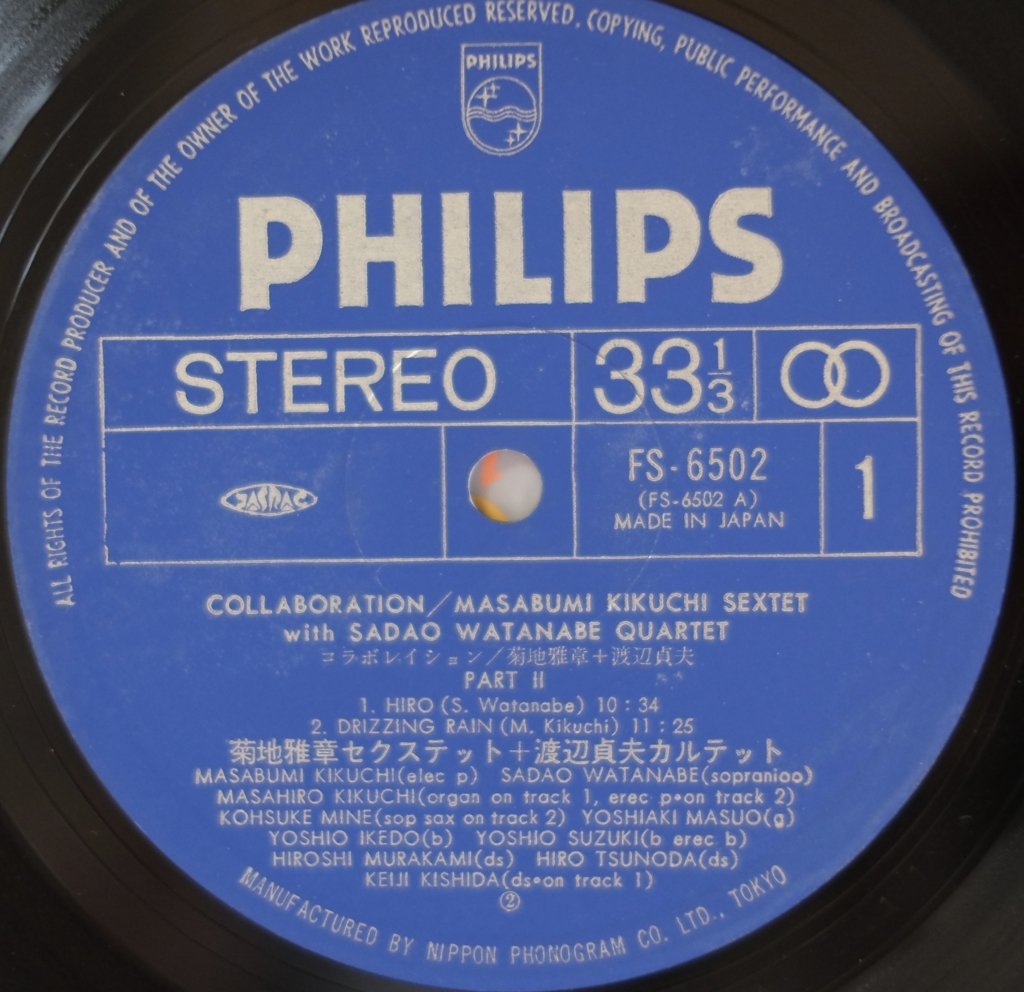 ALL RIGHTS OF THE RECORD PRODUCER AND OF THE OWNER OF THE WORK REPRODUCED RESERVED. COPYING, PUBLIC PERFORMANCE AND BROADCASTING OF THIS RECORD PROHIBITED
PHILIPS
PHILIPS
STEREO 33 1/3
JASRAC
FS-6502
(FS-6502 A)
MADE IN JAPAN
1
COLLABORATION/MASABUMI KIKUCHI SEXTET
with SADAO WATANABE QUARTET
コラボレイション/菊地雅章+渡辺貞夫
PART II
1. HIRO (S. Watanabe) 10:34
2. DRIZZING RAIN (M. Kikuchi) 11:25
菊地雅章セクステット+渡辺貞夫カルテット
MASABUMI KIKUCHI(elec p) SADAO WATANABE(sopranioo)
MASAHIRO KIKUCHI(organ on track 1, erec p•on track 2)
KOHSUKE MINE(sop sax on track 2) YOSHIAKI MASUO(g)
YOSHIO IKEDO(b) YOSHIO SUZUKI(b erec b)
HIROSHI MURAKAMI(ds) HIRO TSUNODA(ds)
KEIJI KISHIDA(ds•on track 1)
②
MANUFACTURED BY NIPPON PHONOGRAM CO. LTD., TOKYO